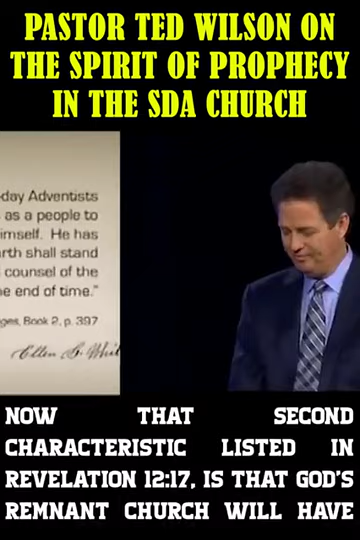 PASTOR TED WILSON ON
THE SPIRIT OF PROPHECY
IN THE SDA CHURCH
day Adventists
as a people to
imself. He has
rth shall stand
counsel of the
e end of time."
ges, Book 2, p. 397
Ellen G. Whit
NOW THAT SECOND
CHARACTERISTIC LISTED IN
REVELATION 12:17, IS THAT GOD'S
REMNANT CHURCH WILL HAVE